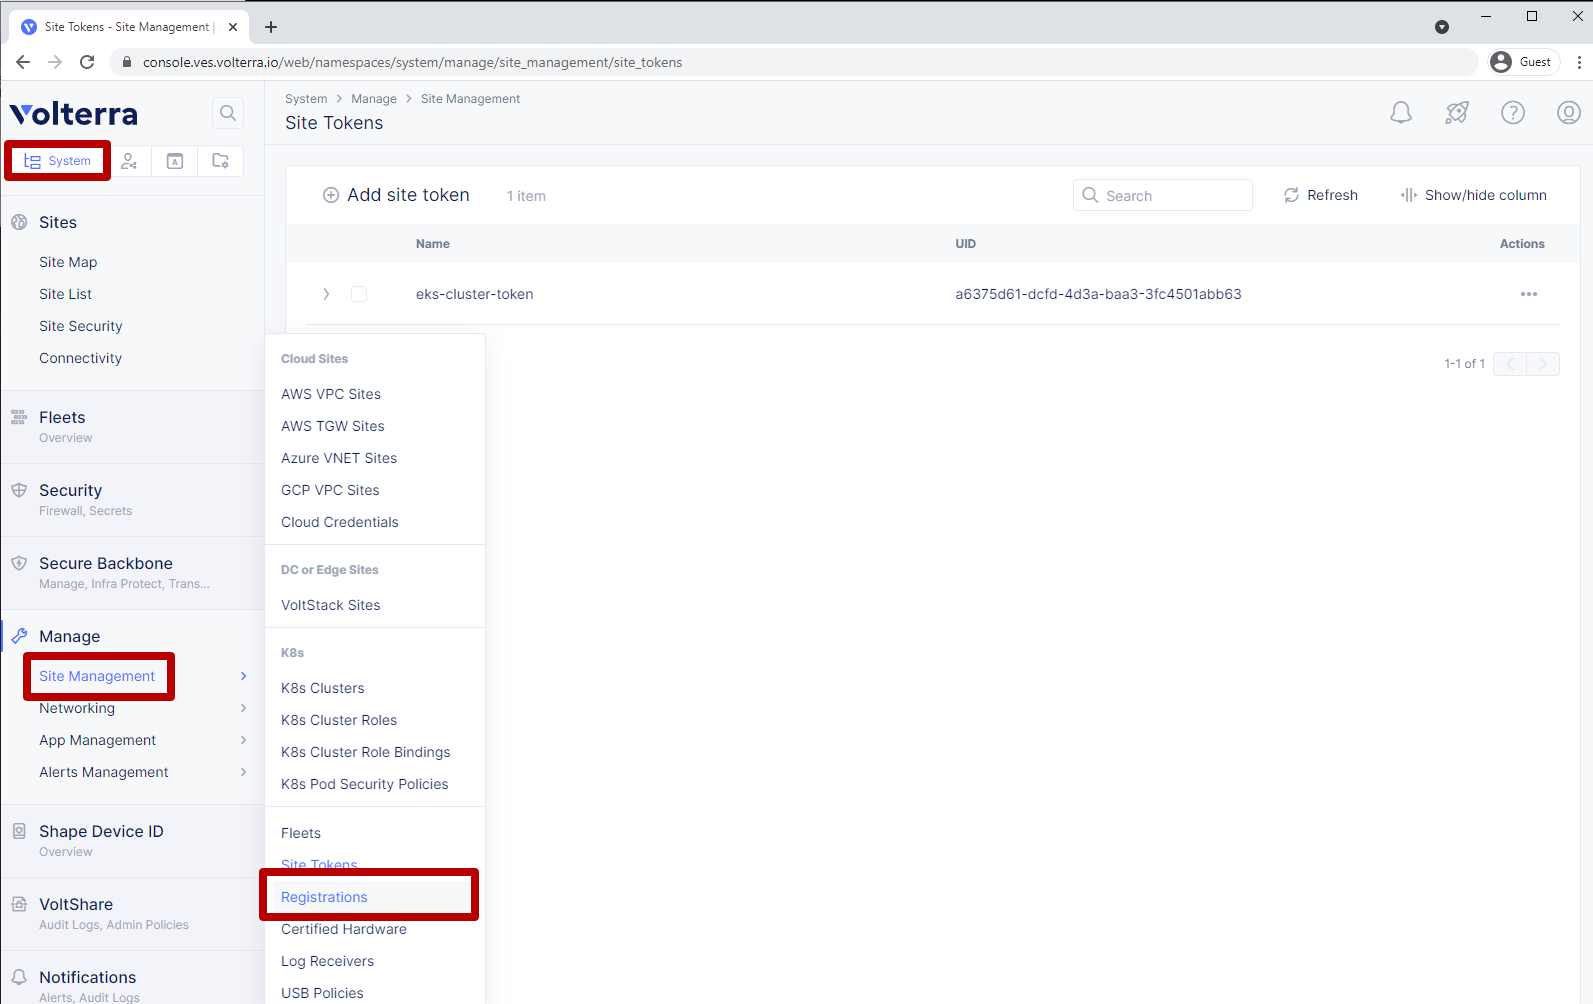 Site Tokens - Site Management |
console.ves.volterra.io/web/namespaces/system/manage/site_management/site_tokens
Guest
Volterra
System
Sites
Site Map
Site List
Site Security
Connectivity
Fleets
Overview
Security
Firewall, Secrets
Secure Backbone
Manage, Infra Protect, Trans...
Manage
Site Management
Networking
App Management
Alerts Management
Shape Device ID
Overview
VoltShare
Audit Logs, Admin Policies
Notifications
Alerts, Audit Logs
System > Manage > Site Management
Site Tokens
Add site token 1 item
Search
Refresh
Show/hide column
Name UID Actions
eks-cluster-token a6375d61-dcfd-4d3a-baa3-3fc4501abb63
1-1 of 1
Cloud Sites
AWS VPC Sites
AWS TGW Sites
Azure VNET Sites
GCP VPC Sites
Cloud Credentials
DC or Edge Sites
VoltStack Sites
K8s
K8s Clusters
K8s Cluster Roles
K8s Cluster Role Bindings
K8s Pod Security Policies
Fleets
Site Tokens
Registrations
Certified Hardware
Log Receivers
USB Policies